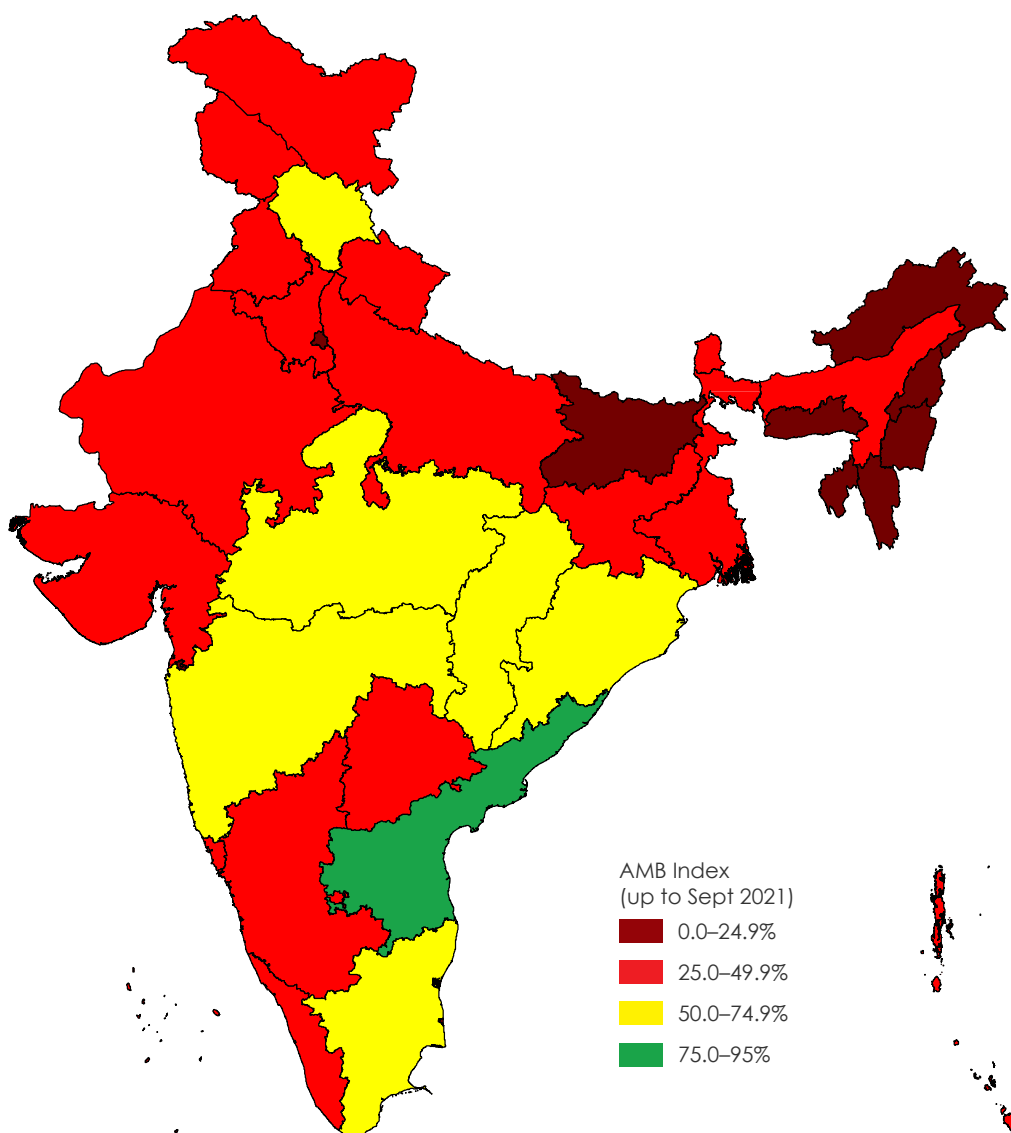 AMB Index
(up to Sept 2021)
0.0–24.9%
25.0–49.9%
50.0–74.9%
75.0–95%